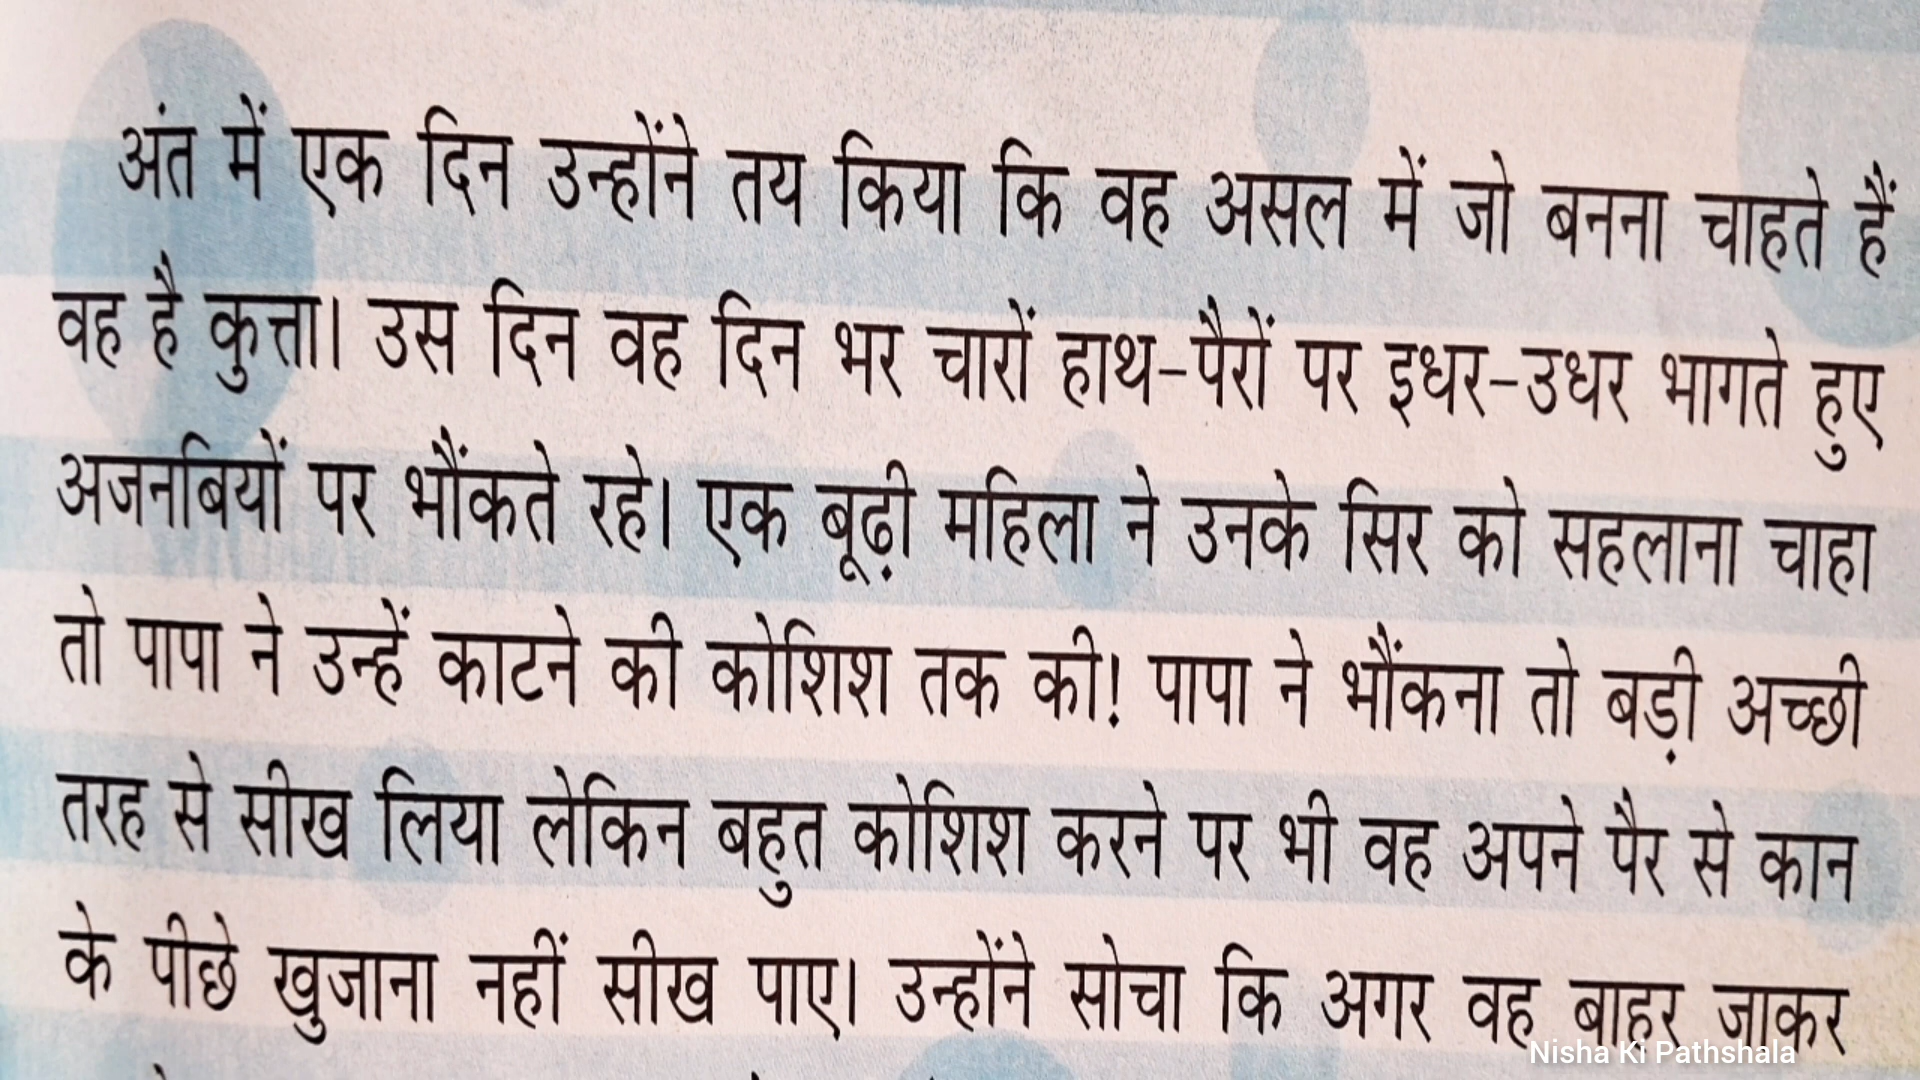 अंत में एक दिन उन्होंने तय किया कि वह असल में जो बनना चाहते हैं
वह है कुत्ता। उस दिन वह दिन भर चारों हाथ-पैरों पर इधर-उधर भागते हुए
अजनबियों पर भौंकते रहे। एक बूढ़ी महिला ने उनके सिर को सहलाना चाहा
तो पापा ने उन्हें काटने की कोशिश तक की! पापा ने भौंकना तो बड़ी अच्छी
तरह से सीख लिया लेकिन बहुत कोशिश करने पर भी वह अपने पैर से कान
के पीछे खुजाना नहीं सीख पाए। उन्होंने सोचा कि अगर वह बाहर जाकर
Nisha Ki Pathshala